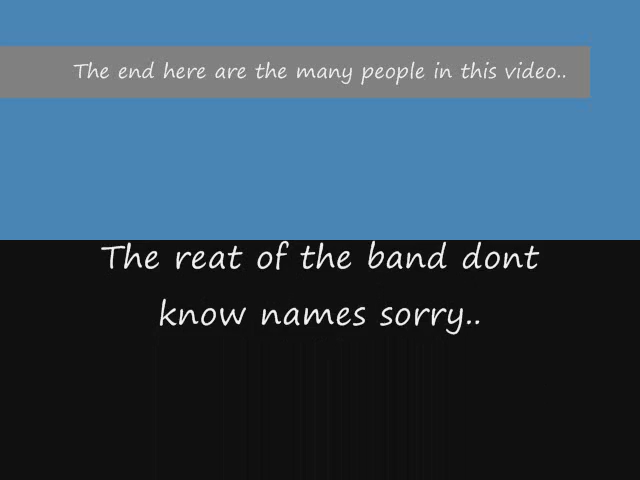 The end here are the many people in this video..
The reat of the band dont
know names sorry..